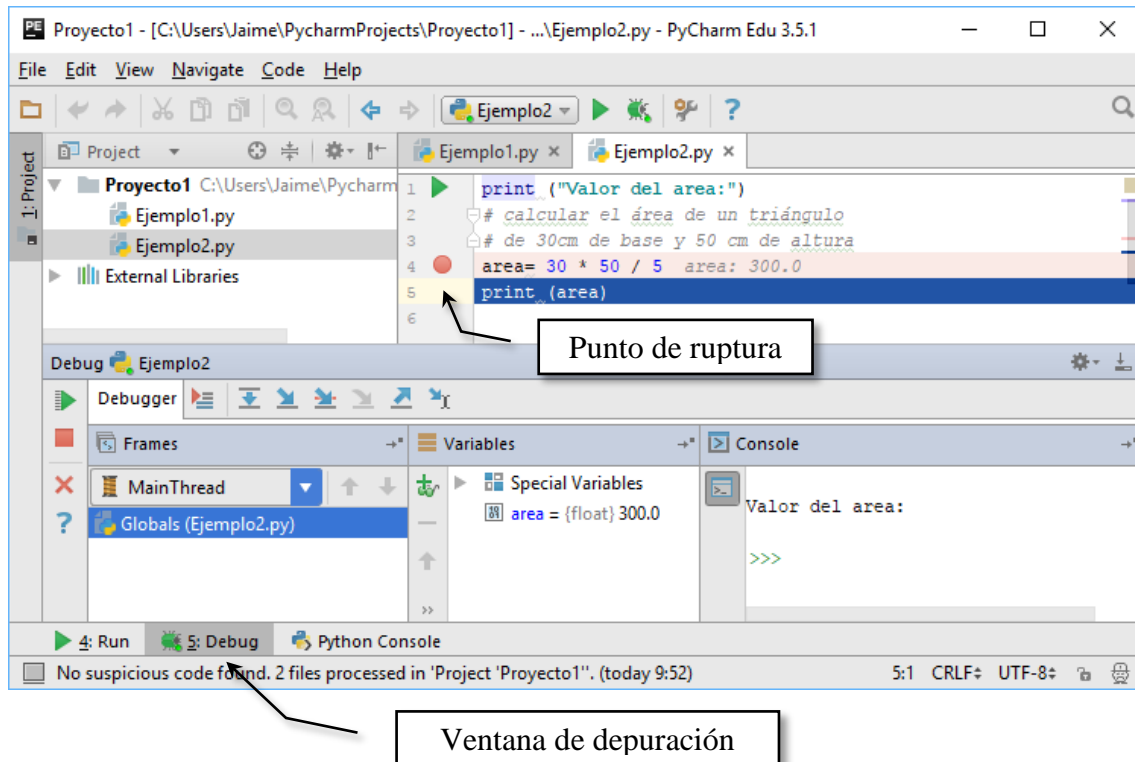 Proyecto1 - [C:\Users\Jaime\PycharmProjects\Proyecto1] - ...\Ejemplo2.py - PyCharm Edu 3.5.1
File Edit View Navigate Code Help
Ejemplo2
1: Project
Project
Ejemplo1.py
Ejemplo2.py
Proyecto1 C:\Users\Jaime\Pycharm
Ejemplo1.py
Ejemplo2.py
External Libraries
1 print ("Valor del area:")
2 # calcular el área de un triángulo
3 # de 30cm de base y 50 cm de altura
4 area= 30 * 50 / 5 area: 300.0
5 print (area)
6
Punto de ruptura
Debug Ejemplo2
Debugger
Frames
MainThread
Globals (Ejemplo2.py)
Variables
Special Variables
area = {float} 300.0
Console
Valor del area:
>>>
4: Run 5: Debug Python Console
No suspicious code found. 2 files processed in 'Project 'Proyecto1''. (today 9:52) 5:1 CRLF UTF-8
Ventana de depuración